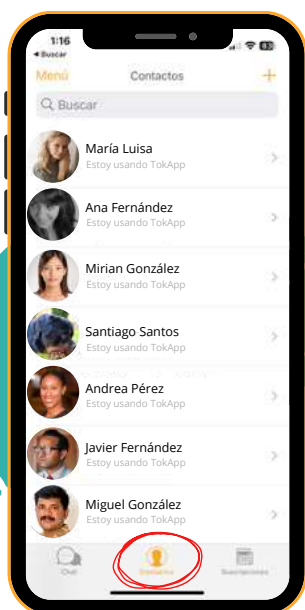 1:16
◀ Buscar
Menú
Contactos
+
Buscar
María Luisa
Estoy usando TokApp
Ana Fernández
Estoy usando TokApp
Mirian González
Estoy usando TokApp
Santiago Santos
Estoy usando TokApp
Andrea Pérez
Estoy usando TokApp
Javier Fernández
Estoy usando TokApp
Miguel González
Estoy usando TokApp
Chat
Contactos
Suscripciones